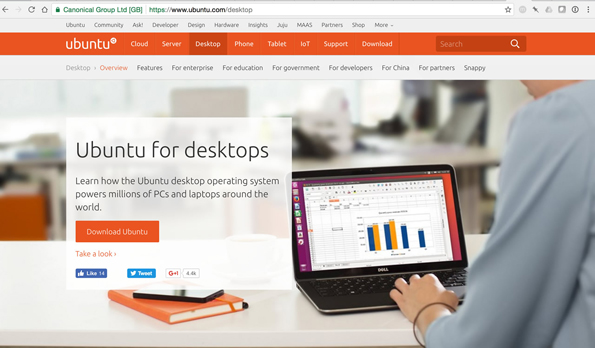 Canonical Group Ltd [GB] https://www.ubuntu.com/desktop
Ubuntu Community Ask! Developer Design Hardware Insights Juju MAAS Partners Shop More
ubuntu Cloud Server Desktop Phone Tablet IoT Support Download Search
Desktop › Overview Features For enterprise For education For government For developers For China For partners Snappy
Ubuntu for desktops
Learn how the Ubuntu desktop operating system
powers millions of PCs and laptops around the
world.
Download Ubuntu
Take a look ›
Like 14 Tweet G+1 4.4k
DELL